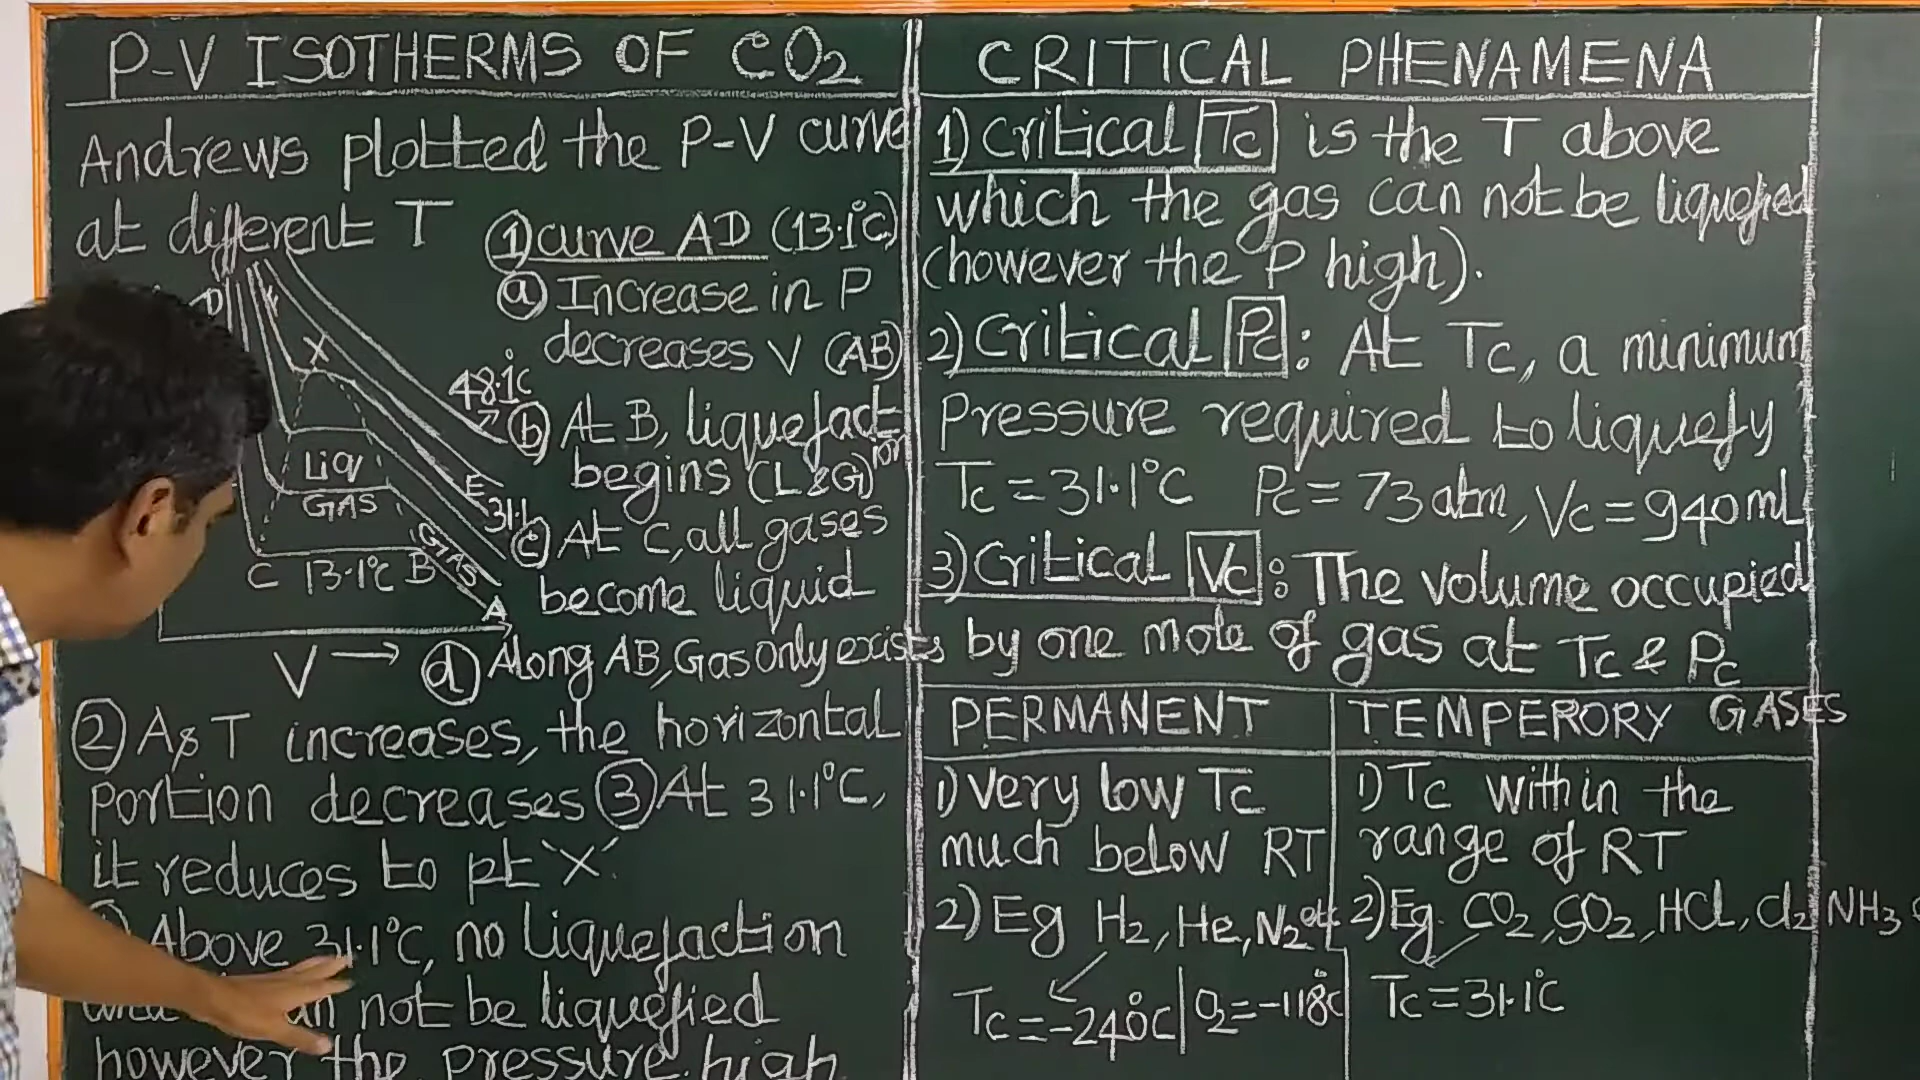 P-V ISOTHERMS OF CO2
Andrews plotted the P-V curve
at different T
① curve AD (13.1°C)
ⓐ Increase in P
decreases V (AB)
ⓑ At B, liquefaction
begins (L&G)
ⓒ At C, all gases
become liquid
ⓓ Along AB, Gas only exists
D
X
48.1°C
Liq
GAS
E
31.1
GAS
C 13.1°C B
A
V →
② As T increases, the horizontal
portion decreases ③ At 31.1°C,
it reduces to pt 'X'
Above 31.1°C, no liquefaction
not be liquefied
however the pressure high
CRITICAL PHENAMENA
1) Critical Tc is the T above
which the gas can not be liquefied
(however the P high).
2) Critical Pc: At Tc, a minimum
Pressure required to liquefy
Tc = 31.1°C Pc = 73 atm, Vc = 940 mL
3) Critical Vc: The volume occupied
by one mole of gas at Tc & Pc
PERMANENT
1) Very low Tc
much below RT
2) Eg H2, He, N2 etc
Tc = -240°C | O2 = -118°C
TEMPERORY GASES
1) Tc within the
range of RT
2) Eg. CO2, SO2, HCl, Cl2 NH3
Tc = 31.1°C